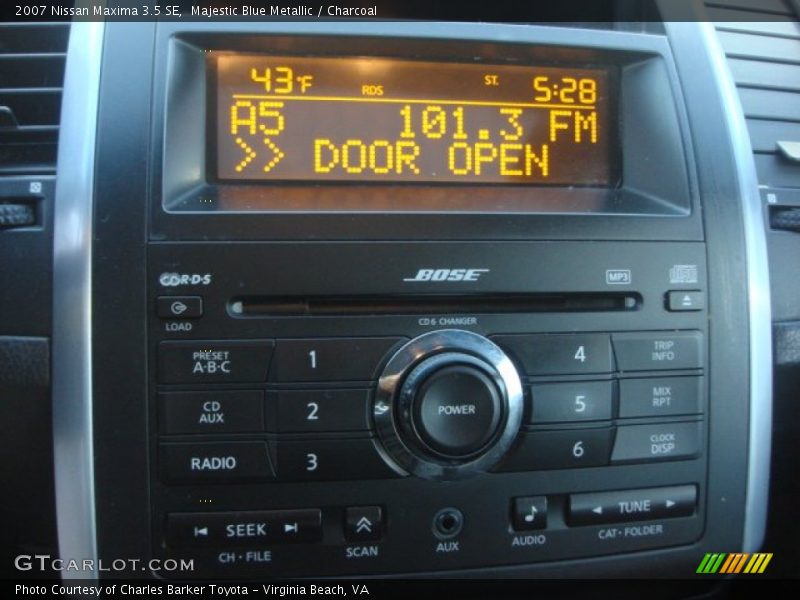 2007 Nissan Maxima 3.5 SE, Majestic Blue Metallic / Charcoal
43°F RDS ST. 5:28
A5 101.3 FM
>> DOOR OPEN
R·D·S BOSE MP3
LOAD
CD6 CHANGER
PRESET A·B·C 1 4 TRIP INFO
CD AUX 2 POWER 5 MIX RPT
RADIO 3 6 CLOCK DISP
SEEK TUNE
CH·FILE SCAN AUX AUDIO CAT·FOLDER
GTCARLOT.COM
Photo Courtesy of Charles Barker Toyota - Virginia Beach, VA